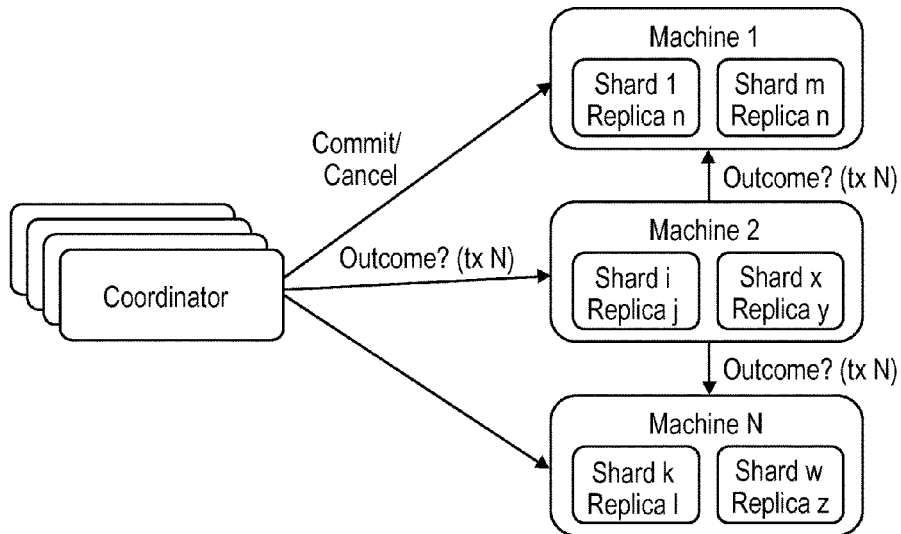 Machine 1
Shard 1
Replica n
Shard m
Replica n
Commit/
Cancel
Outcome? (tx N)
Machine 2
Outcome? (tx N)
Shard i
Replica j
Shard x
Replica y
Coordinator
Outcome? (tx N)
Machine N
Shard k
Replica l
Shard w
Replica z